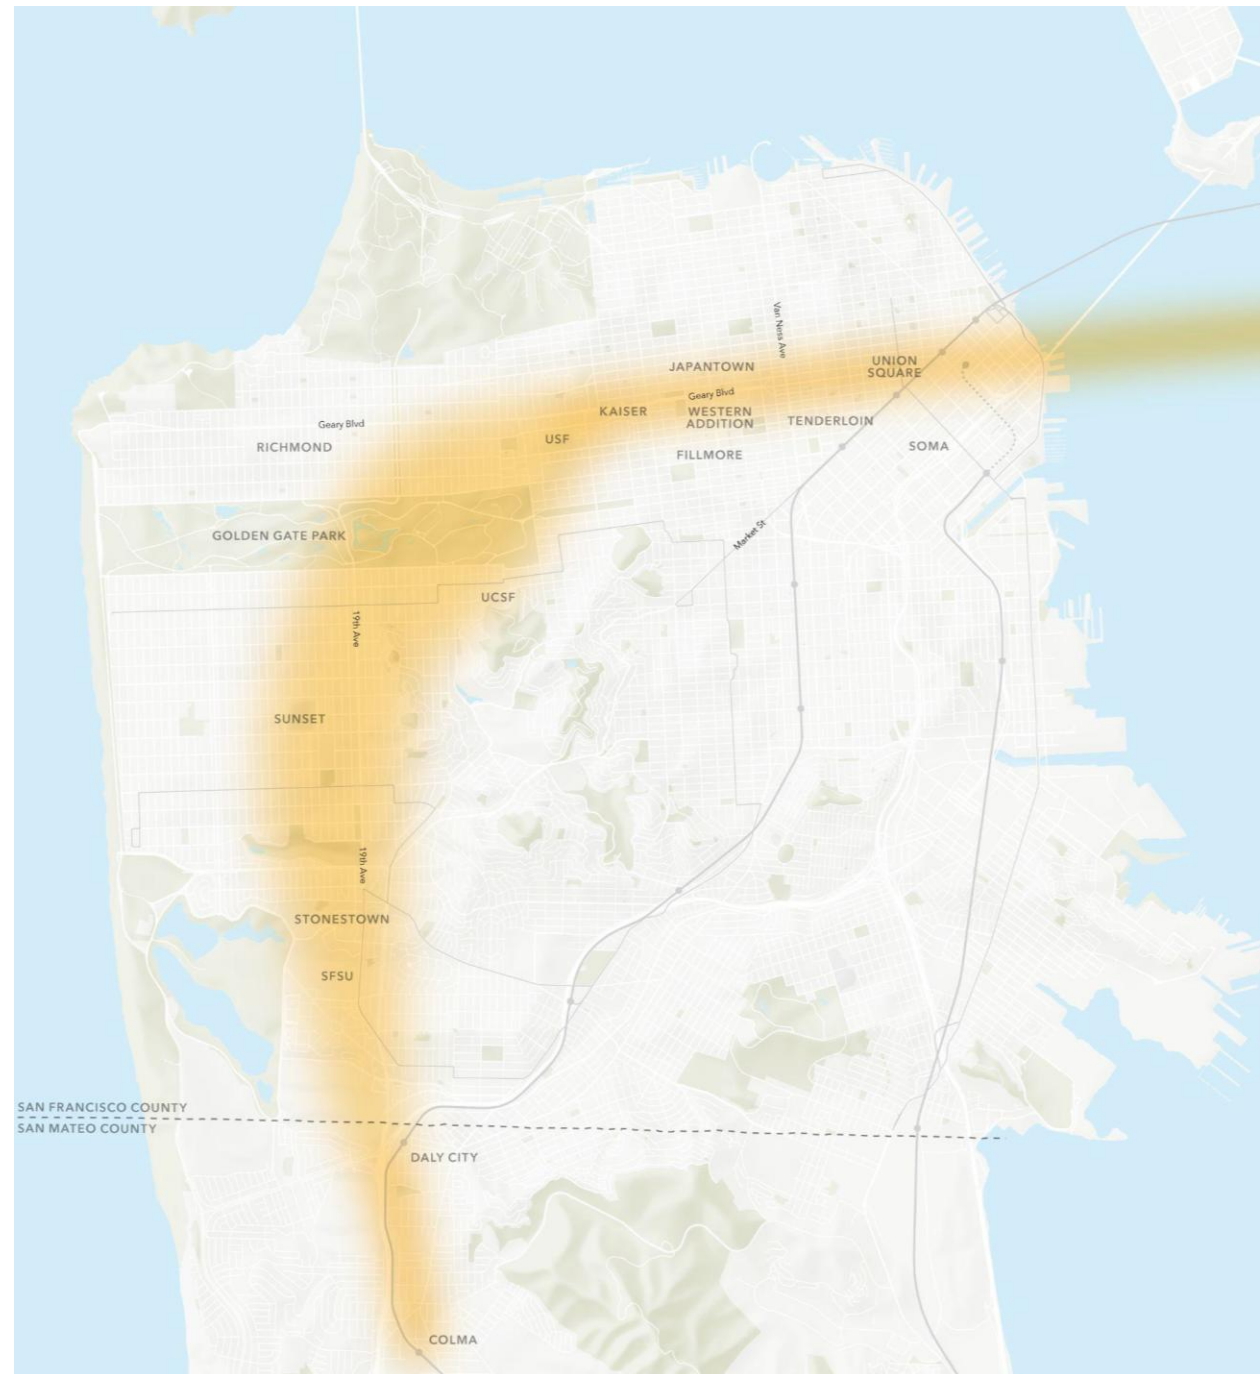 Van Ness Ave
JAPANTOWN
UNION
SQUARE
Geary Blvd
KAISER
WESTERN
ADDITION
TENDERLOIN
Geary Blvd
RICHMOND
USF
FILLMORE
SOMA
GOLDEN GATE PARK
Market St
UCSF
19th Ave
SUNSET
19th Ave
STONESTOWN
SFSU
SAN FRANCISCO COUNTY
SAN MATEO COUNTY
DALY CITY
COLMA